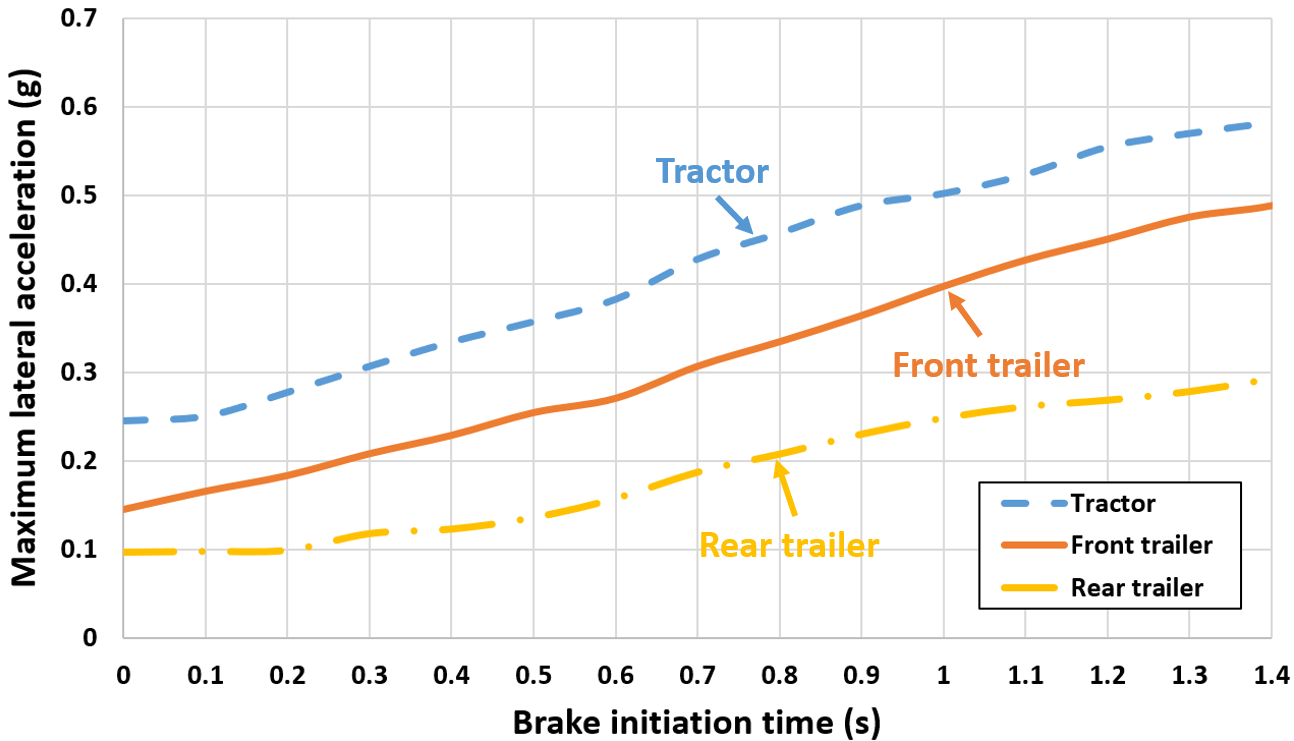 Maximum lateral acceleration (g)
0.7
0.6
0.5
0.4
0.3
0.2
0.1
0
Tractor
Front trailer
Rear trailer
Tractor
Front trailer
Rear trailer
0 0.1 0.2 0.3 0.4 0.5 0.6 0.7 0.8 0.9 1 1.1 1.2 1.3 1.4
Brake initiation time (s)